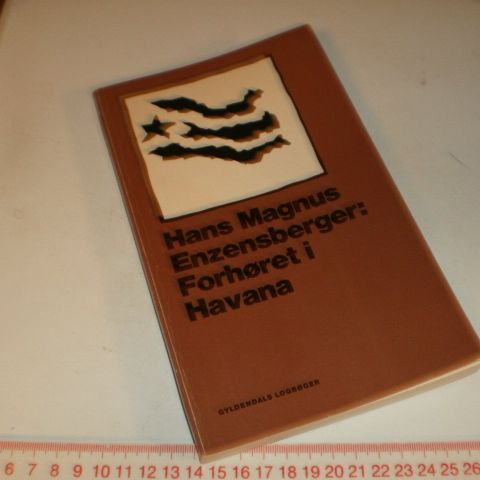 Hans Magnus
Enzensberger:
Forhøret i
Havana
GYLDENDALS LOGBØGER
6 7 8 9 10 11 12 13 14 15 16 17 18 19 20 21 22 23 24 25 26